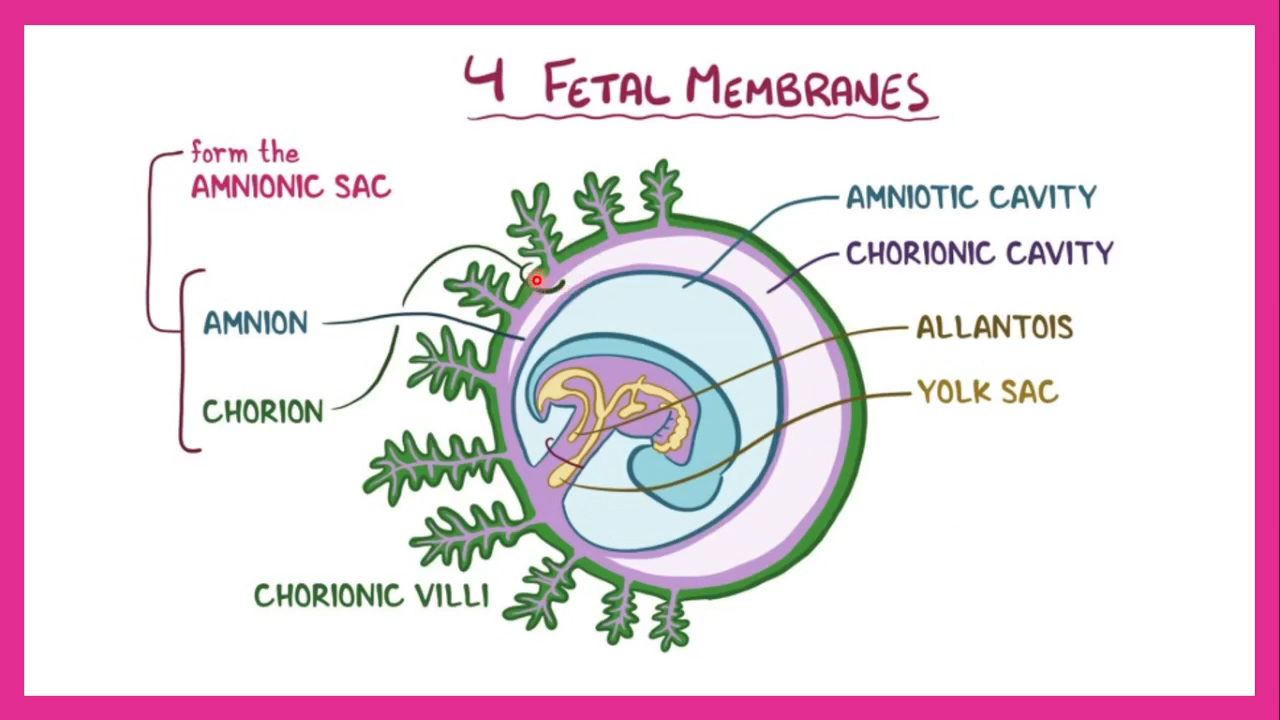 4 FETAL MEMBRANES
form the
AMNIONIC SAC
AMNION
CHORION
CHORIONIC VILLI
AMNIOTIC CAVITY
CHORIONIC CAVITY
ALLANTOIS
YOLK SAC